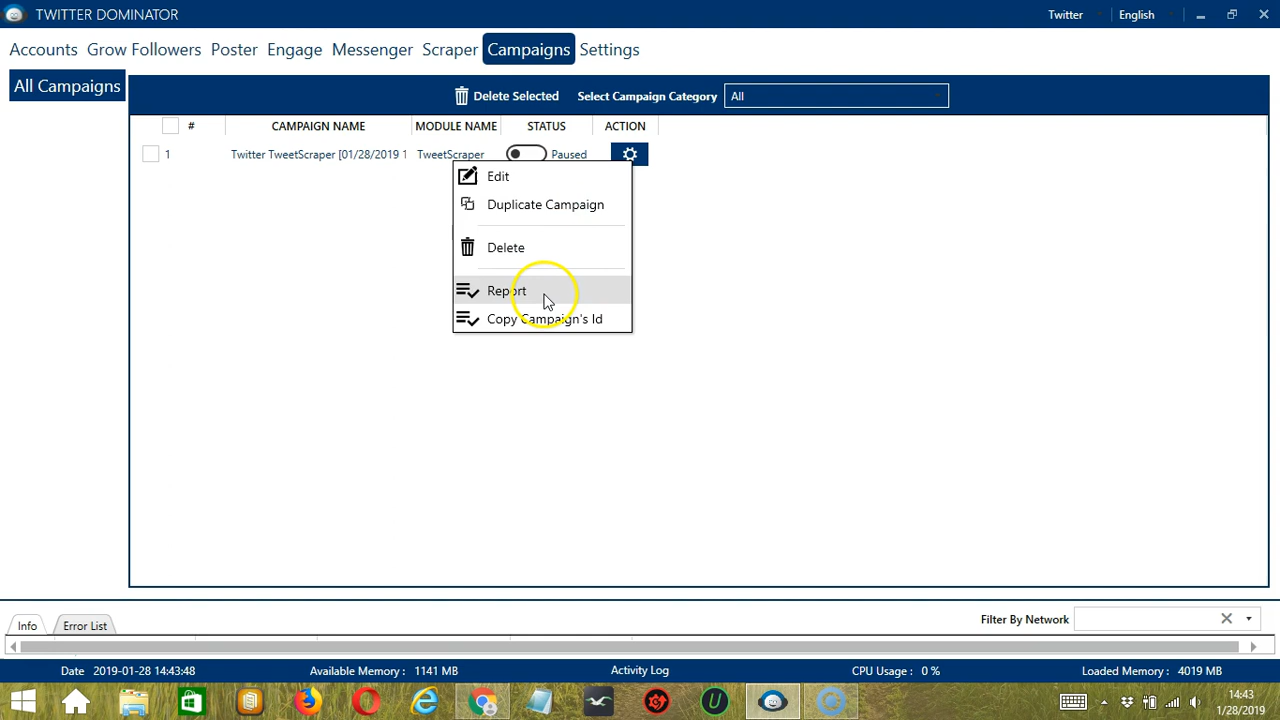 TWITTER DOMINATOR
Twitter English
Accounts Grow Followers Poster Engage Messenger Scraper Campaigns Settings
All Campaigns
Delete Selected Select Campaign Category All
# CAMPAIGN NAME MODULE NAME STATUS ACTION
1 Twitter TweetScraper [01/28/2019 1 TweetScraper Paused
Edit
Duplicate Campaign
Delete
Report
Copy Campaign's Id
Info Error List Filter By Network
Date 2019-01-28 14:43:48 Available Memory : 1141 MB Activity Log CPU Usage : 0 % Loaded Memory : 4019 MB
14:43
1/28/2019